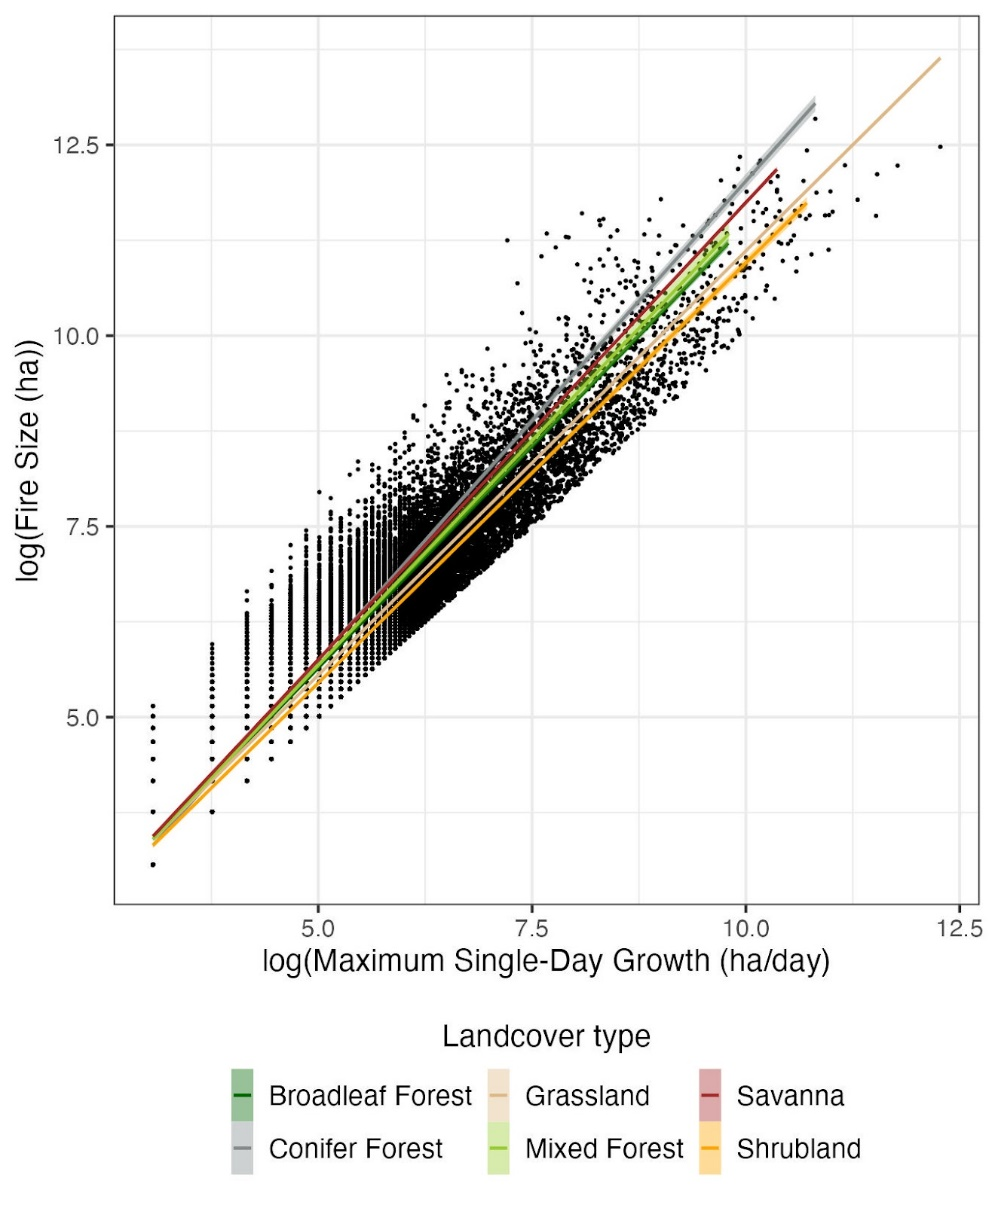 12.5
10.0
7.5
5.0
log(Fire Size (ha))
5.0 7.5 10.0 12.5
log(Maximum Single-Day Growth (ha/day)
Landcover type
Broadleaf Forest Grassland Savanna
Conifer Forest Mixed Forest Shrubland